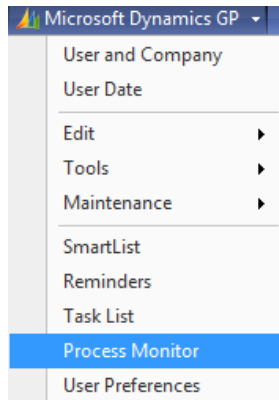 Microsoft Dynamics GP
User and Company
User Date
Edit
Tools
Maintenance
SmartList
Reminders
Task List
Process Monitor
User Preferences